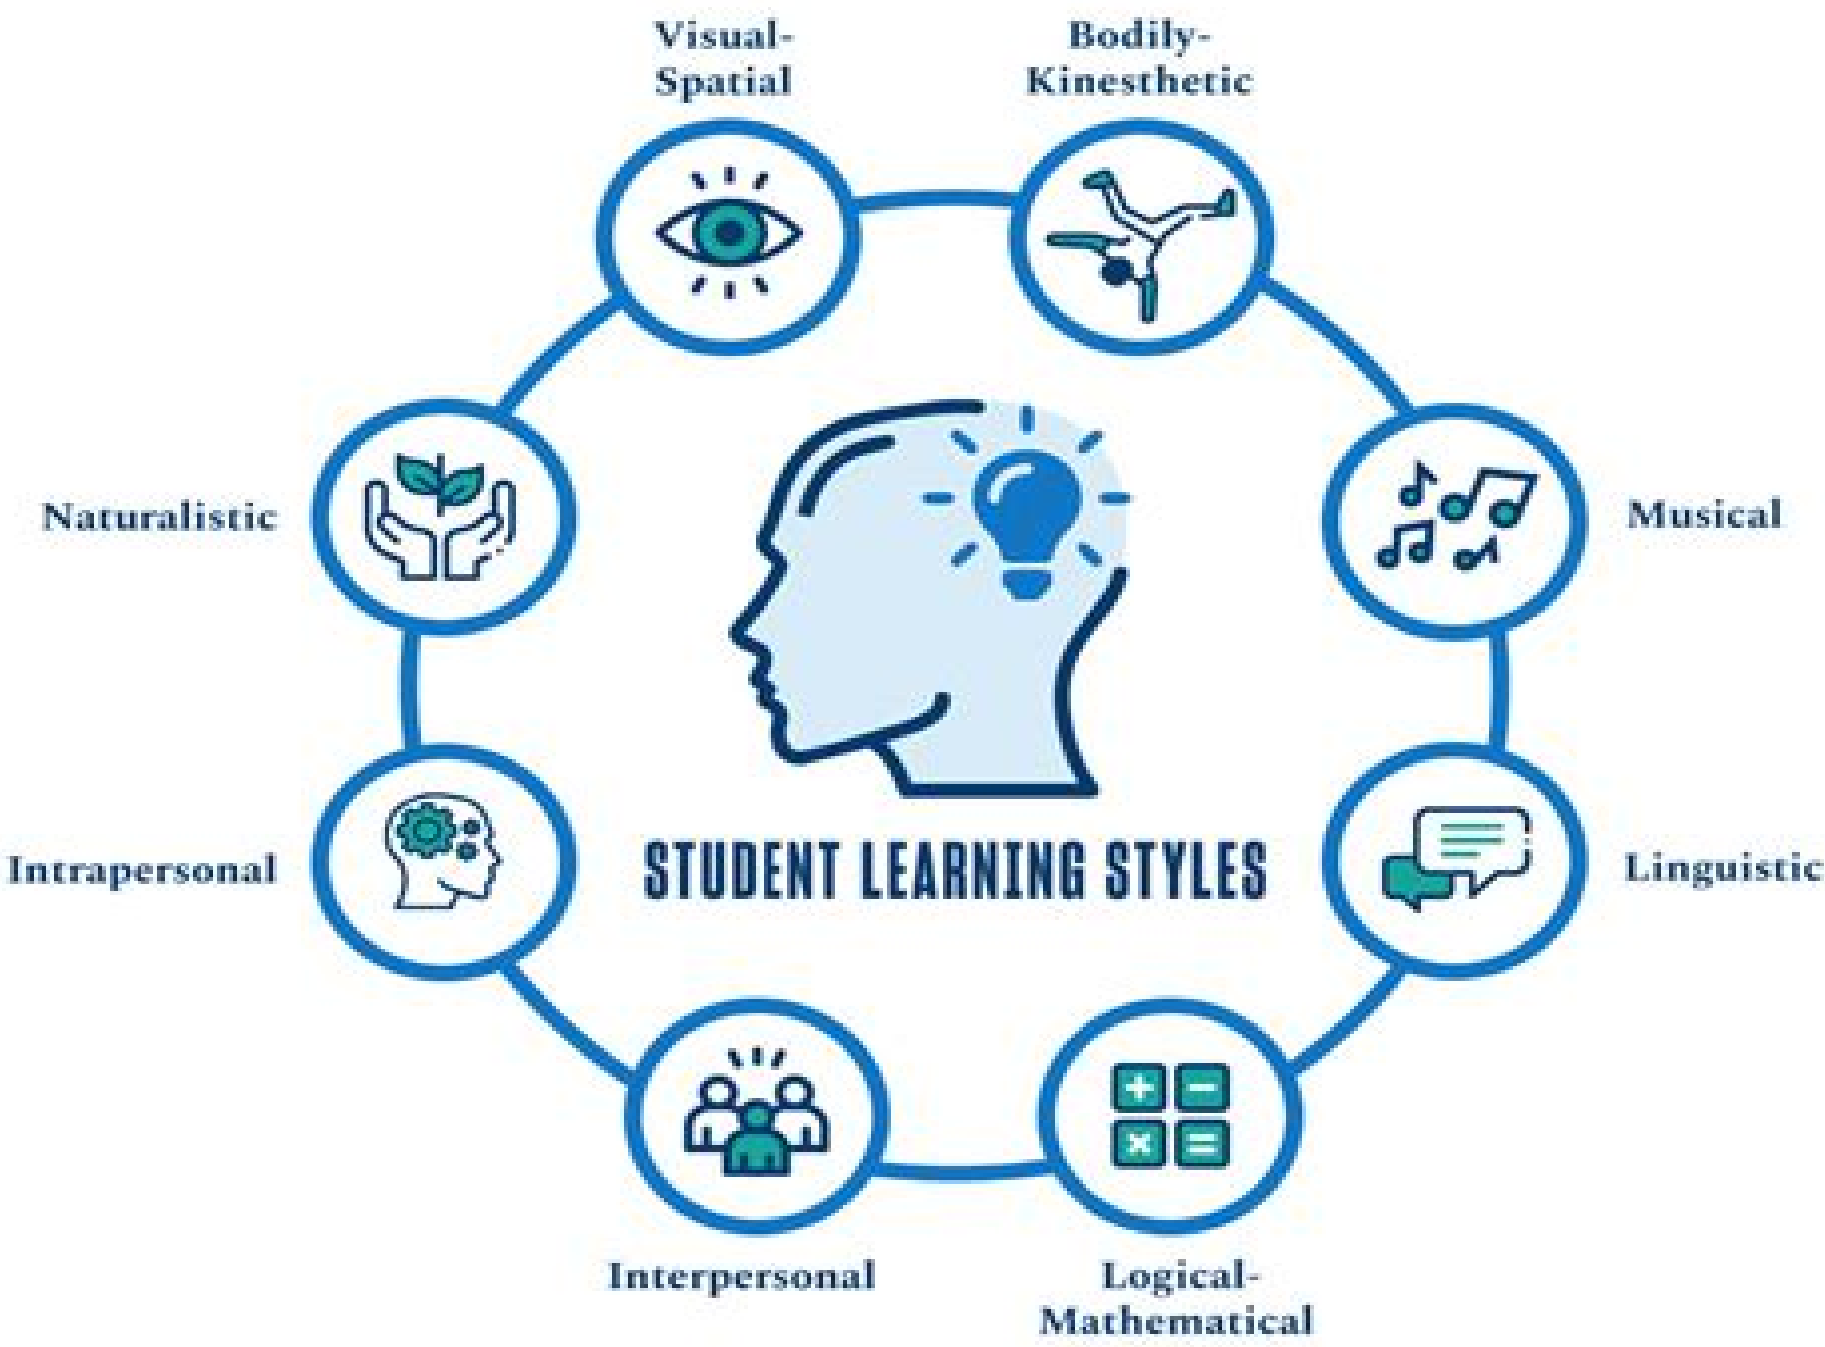 Visual-
Spatial
Bodily-
Kinesthetic
Naturalistic
Musical
Intrapersonal
STUDENT LEARNING STYLES
Linguistic
Interpersonal
Logical-
Mathematical